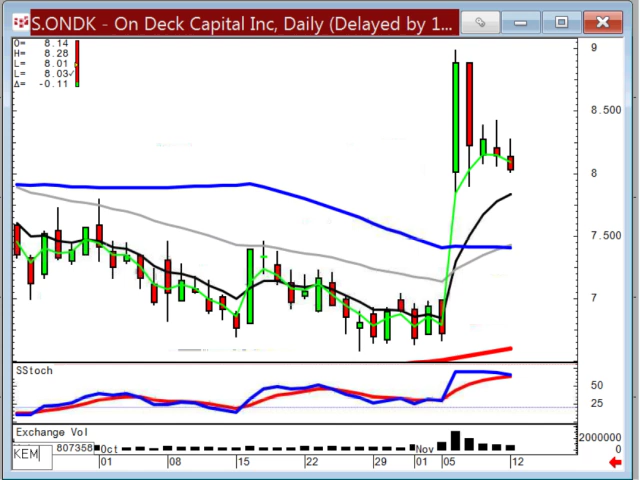 S.ONDK - On Deck Capital Inc, Daily (Delayed by 1...
O= 8.14
H= 8.28
L= 8.01
L= 8.03✓
Δ= -0.11
9
8.500
8
7.500
7
SStoch
50
25
Exchange Vol
2000000
807358
Oct
Nov
0
KEM
01
08
15
22
29
05
12